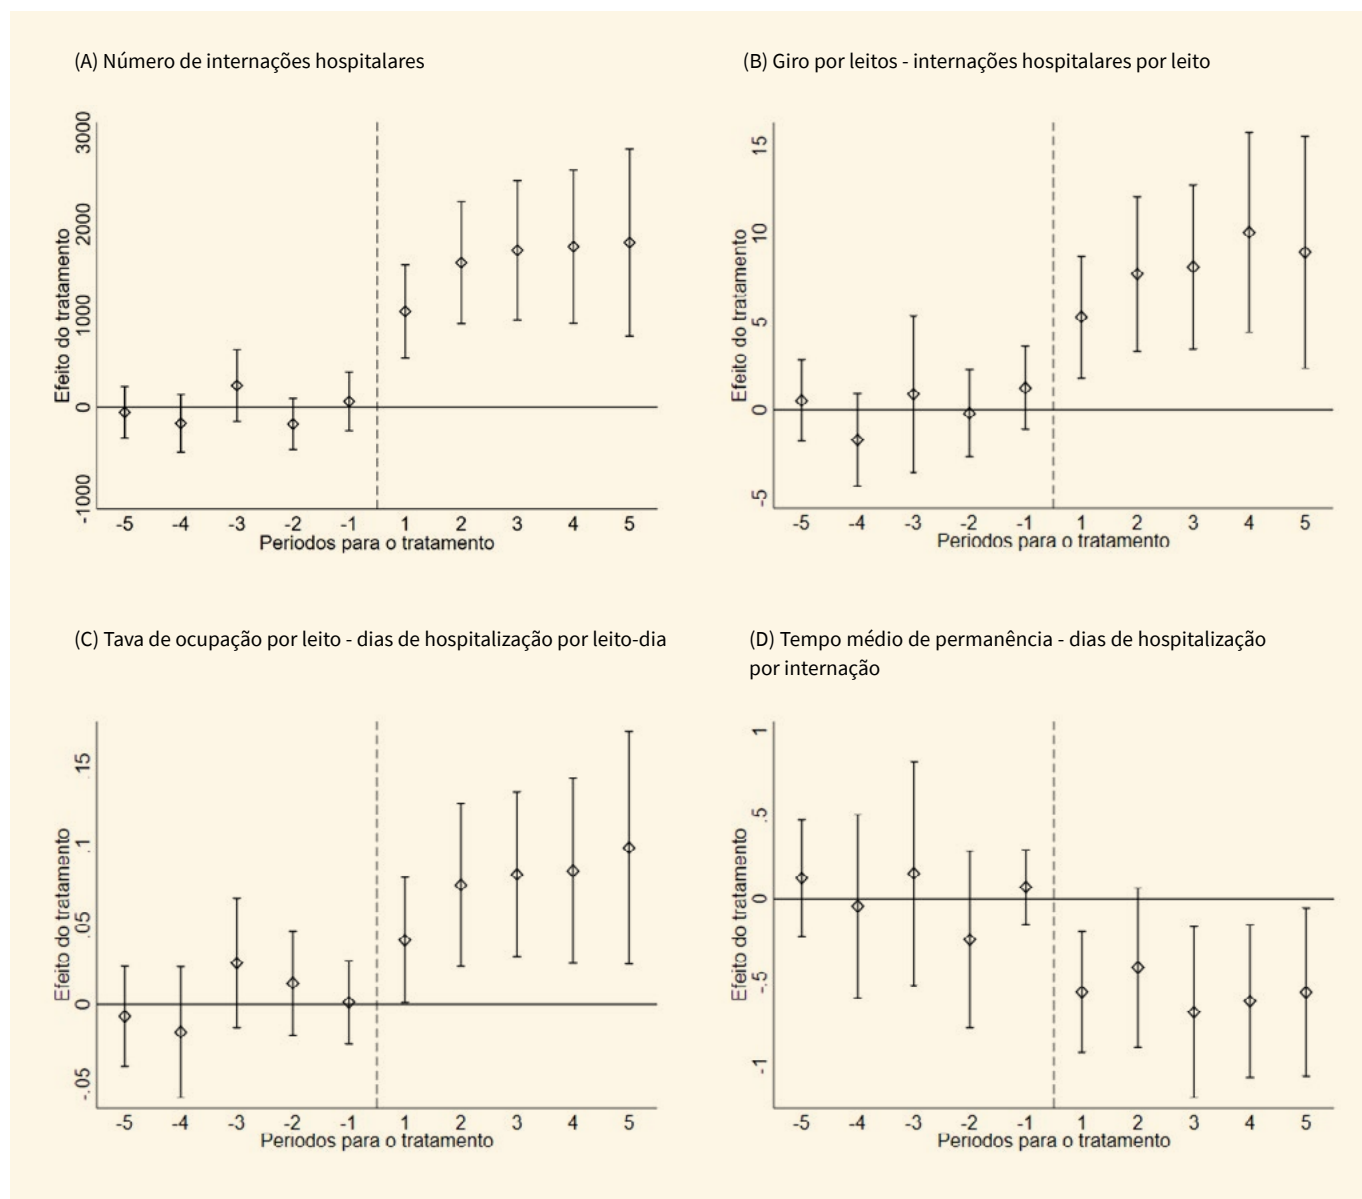 (A) Número de internações hospitalares
Efeito do tratamento
3000
2000
1000
0
-1000
-5 -4 -3 -2 -1 1 2 3 4 5
Periodos para o tratamento
(B) Giro por leitos - internações hospitalares por leito
Efeito do tratamento
15
10
5
0
-5
-5 -4 -3 -2 -1 1 2 3 4 5
Periodos para o tratamento
(C) Tava de ocupação por leito - dias de hospitalização por leito-dia
Efeito do tratamento
.15
.1
.05
0
-.05
-5 -4 -3 -2 -1 1 2 3 4 5
Periodos para o tratamento
(D) Tempo médio de permanência - dias de hospitalização
por internação
Efeito do tratamento
1
.5
0
-.5
-1
-5 -4 -3 -2 -1 1 2 3 4 5
Periodos para o tratamento